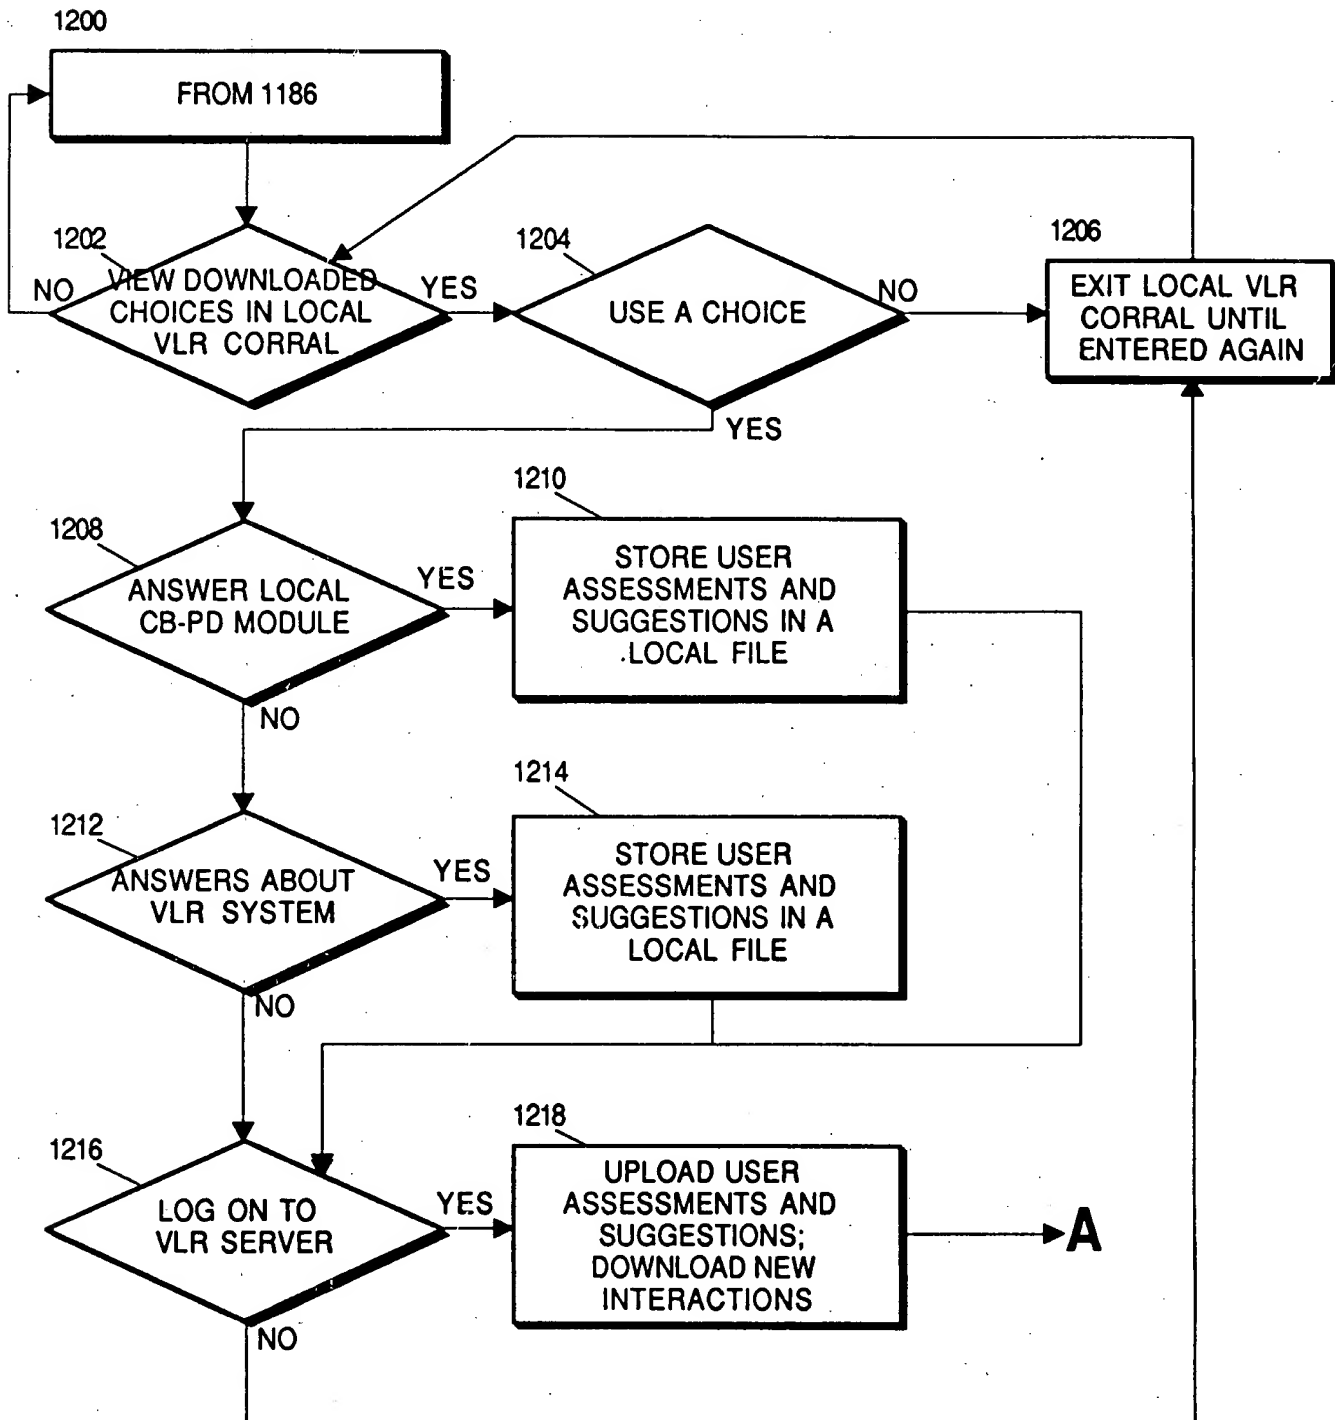 1200
FROM 1186
1202
VIEW DOWNLOADED
CHOICES IN LOCAL
VLR CORRAL
NO
YES
1204
USE A CHOICE
NO
YES
1206
EXIT LOCAL VLR
CORRAL UNTIL
ENTERED AGAIN
1208
ANSWER LOCAL
CB-PD MODULE
YES
NO
1210
STORE USER
ASSESSMENTS AND
SUGGESTIONS IN A
LOCAL FILE
1212
ANSWERS ABOUT
VLR SYSTEM
YES
NO
1214
STORE USER
ASSESSMENTS AND
SUGGESTIONS IN A
LOCAL FILE
1216
LOG ON TO
VLR SERVER
YES
NO
1218
UPLOAD USER
ASSESSMENTS AND
SUGGESTIONS;
DOWNLOAD NEW
INTERACTIONS
A